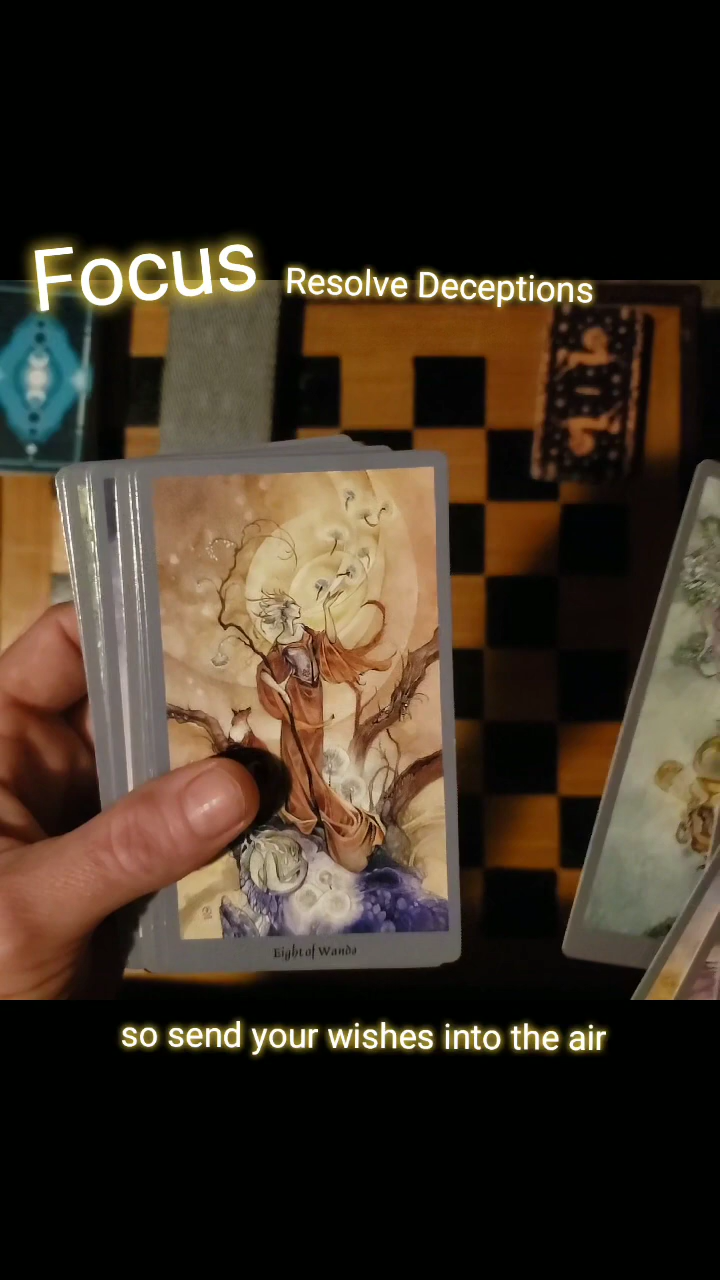 Focus
Resolve Deceptions
Eight of Wands
so send your wishes into the air